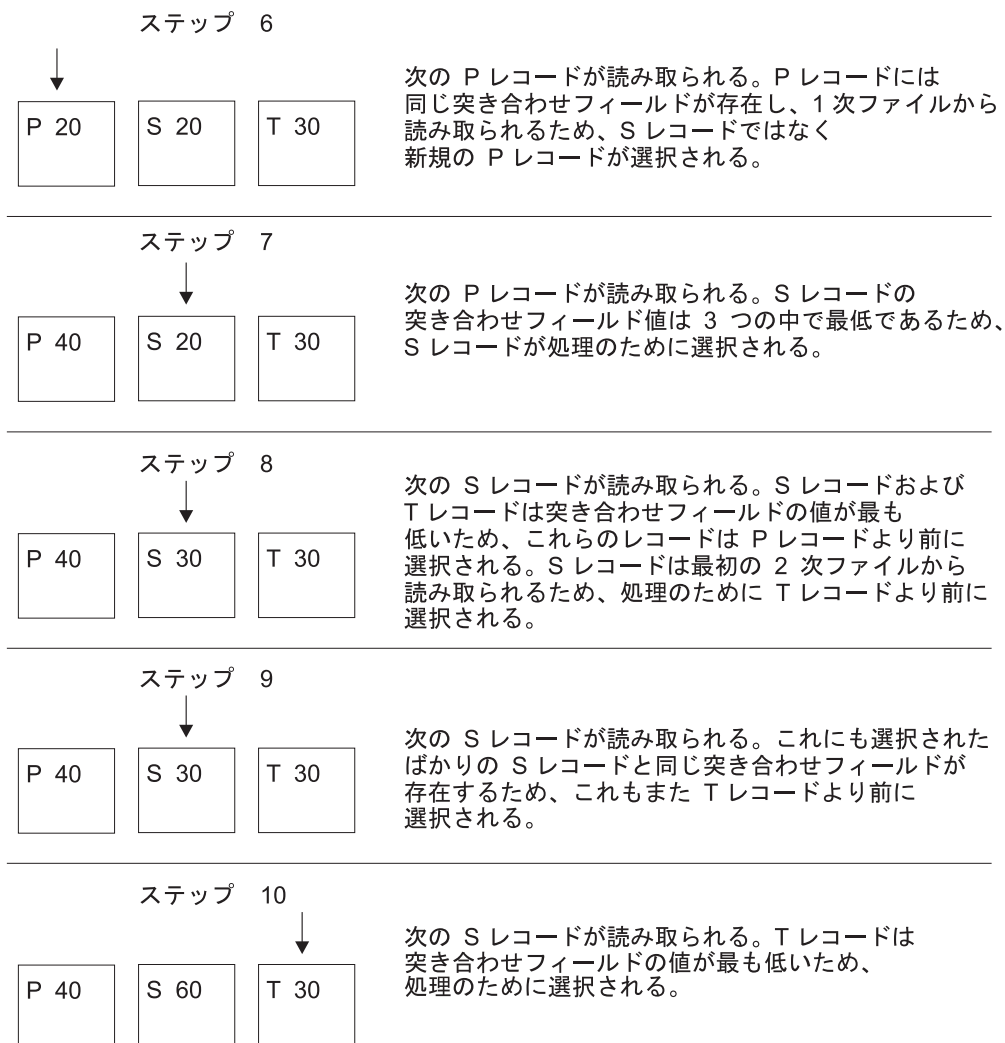 ステップ 6
次の P レコードが読み取られる。P レコードには
同じ突き合わせフィールドが存在し、1 次ファイルから
読み取られるため、S レコードではなく
新規の P レコードが選択される。
P 20 S 20 T 30
ステップ 7
次の P レコードが読み取られる。S レコードの
突き合わせフィールド値は 3 つの中で最低であるため、
S レコードが処理のために選択される。
P 40 S 20 T 30
ステップ 8
次の S レコードが読み取られる。S レコードおよび
T レコードは突き合わせフィールドの値が最も
低いため、これらのレコードは P レコードより前に
選択される。S レコードは最初の 2 次ファイルから
読み取られるため、処理のために T レコードより前に
選択される。
P 40 S 30 T 30
ステップ 9
次の S レコードが読み取られる。これにも選択された
ばかりの S レコードと同じ突き合わせフィールドが
存在するため、これもまた T レコードより前に
選択される。
P 40 S 30 T 30
ステップ 10
次の S レコードが読み取られる。T レコードは
突き合わせフィールドの値が最も低いため、
処理のために選択される。
P 40 S 60 T 30